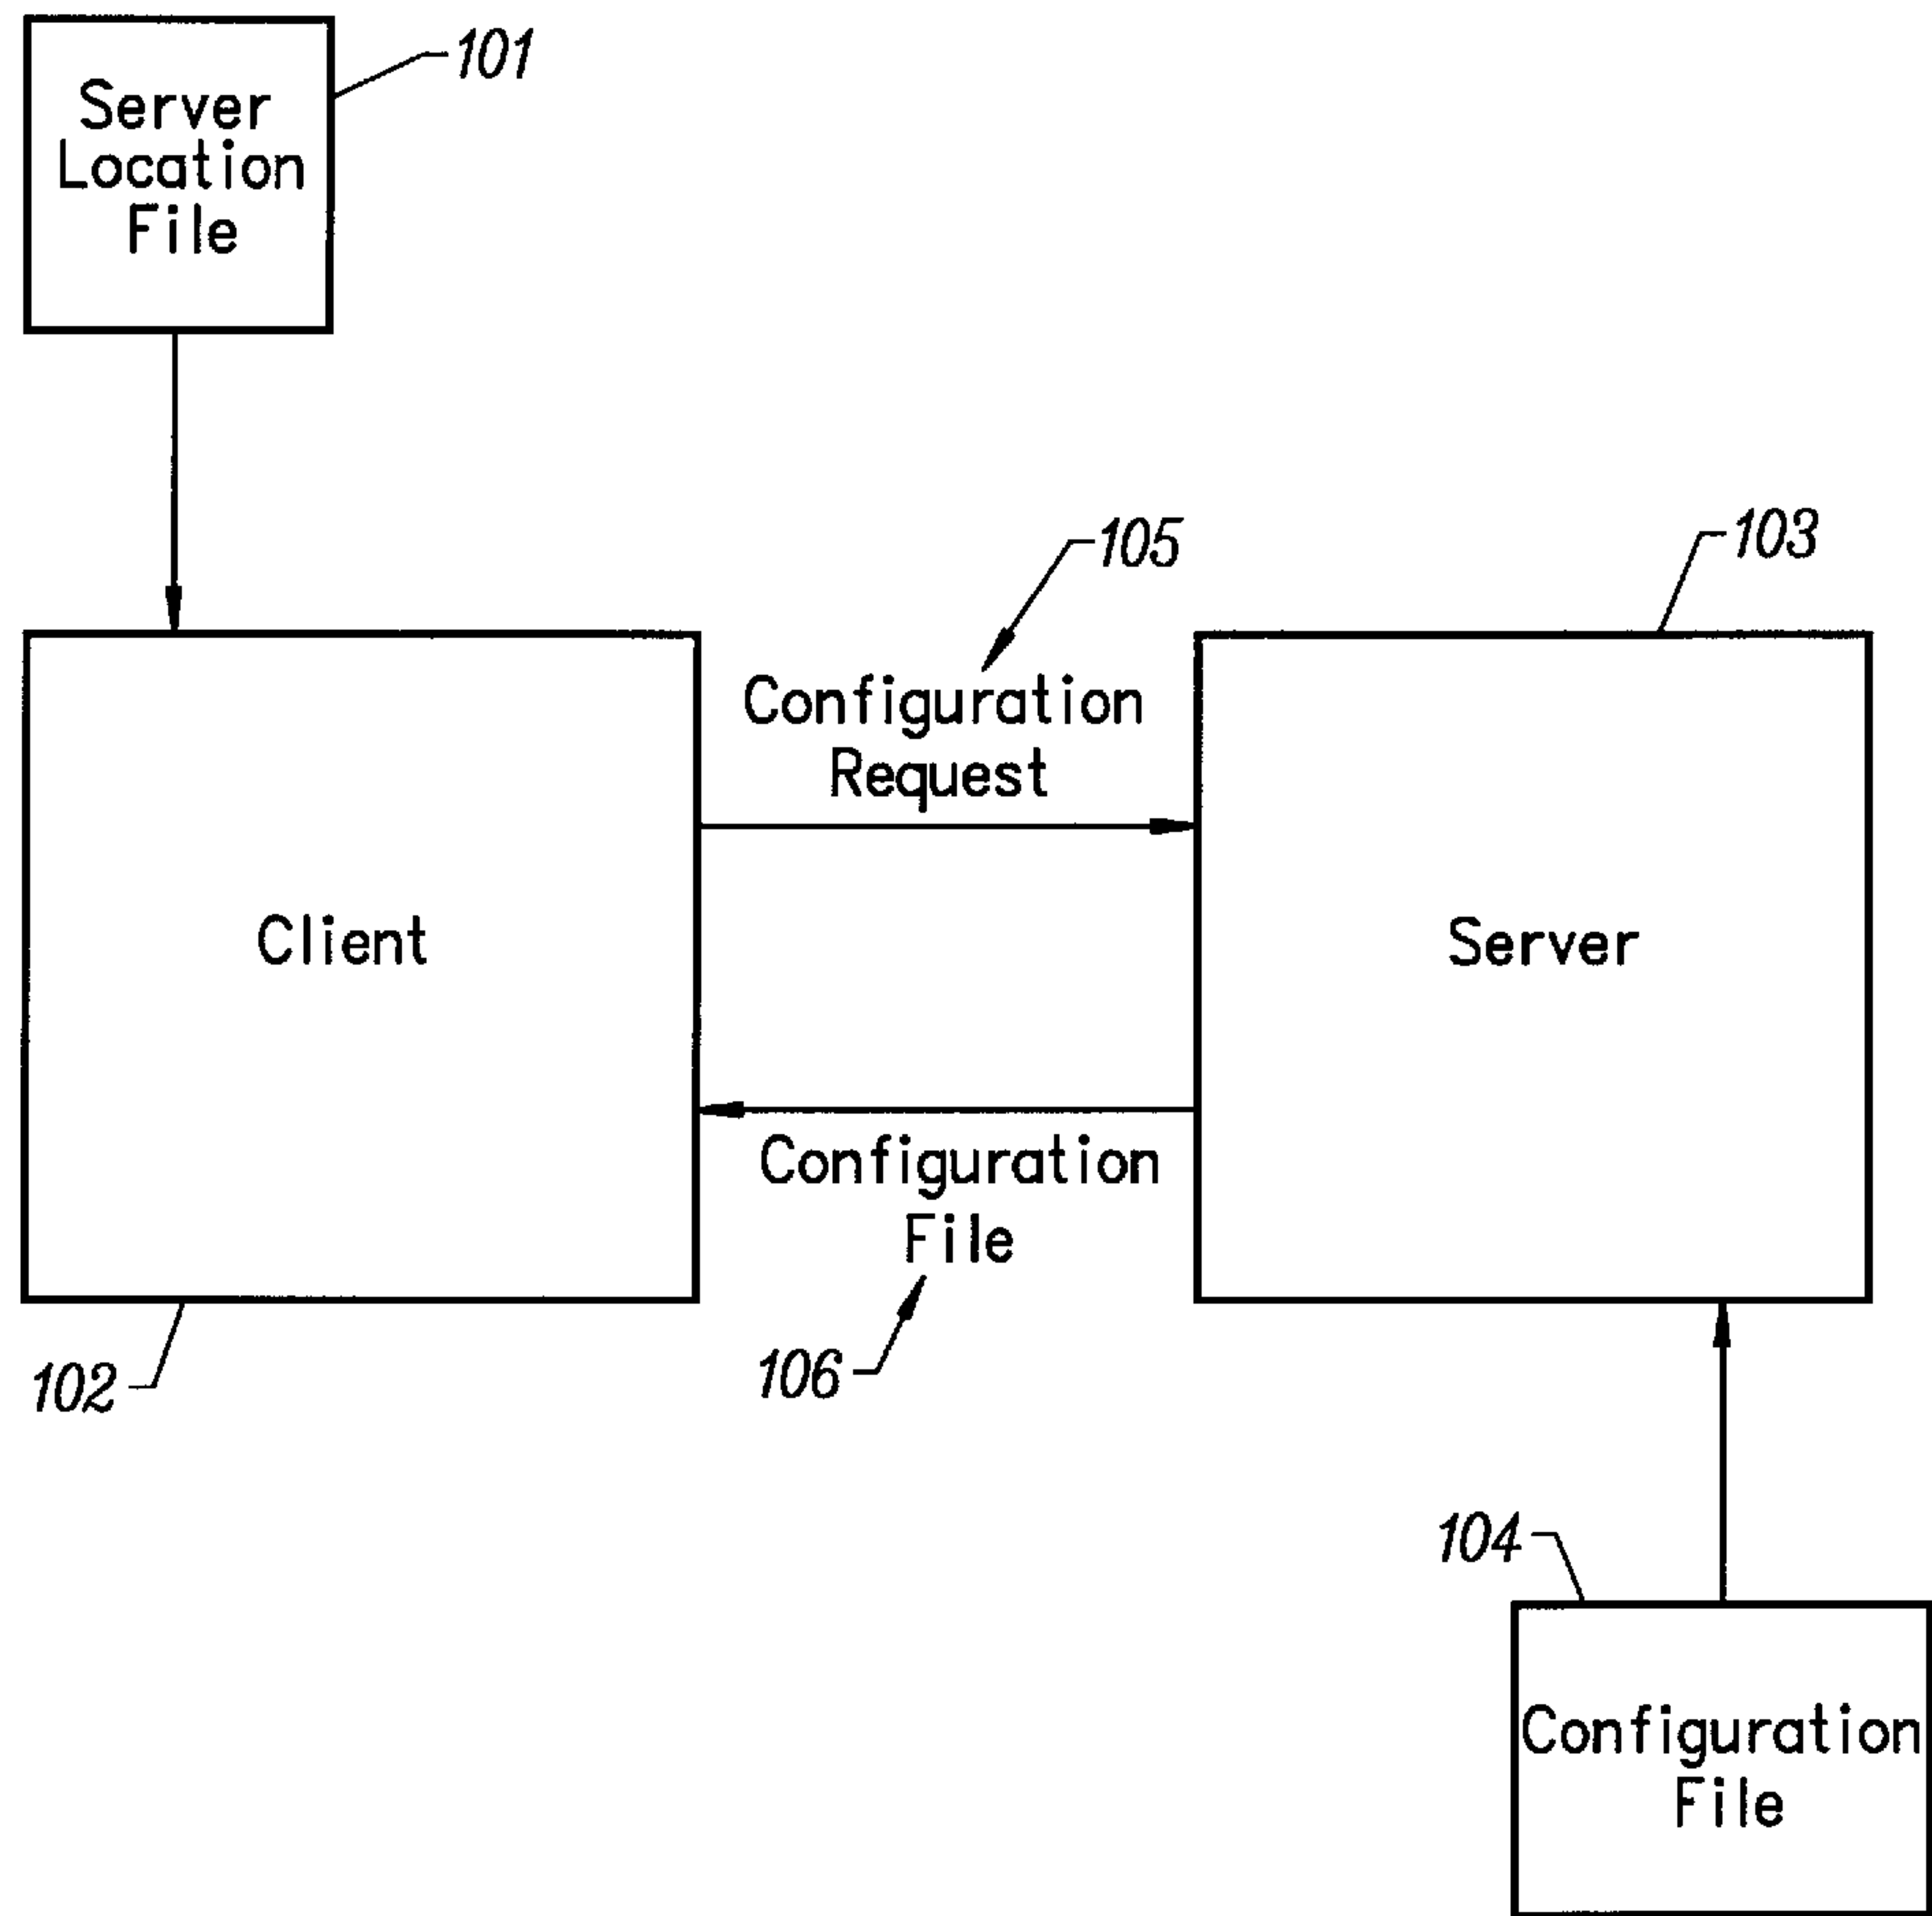 101
Server
Location
File
105
103
Configuration
Request
Client
Server
Configuration
File
102
106
104
Configuration
File